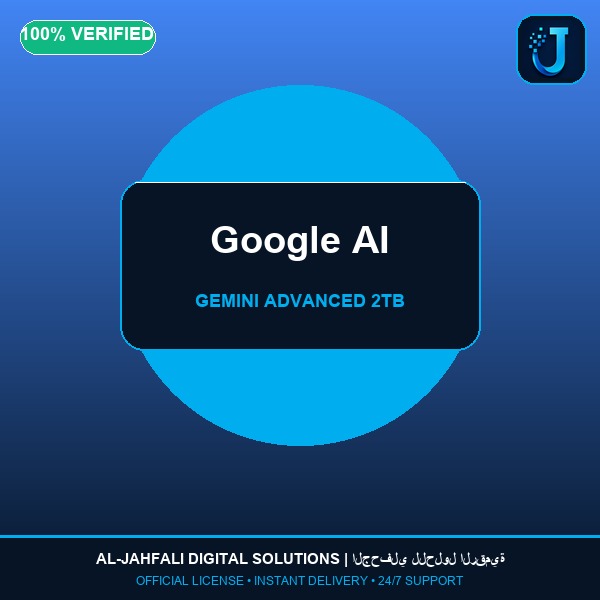 100% VERIFIED
Google AI
GEMINI ADVANCED 2TB
AL-JAHFALI DIGITAL SOLUTIONS | الجحفلي للحلول الرقمية
OFFICIAL LICENSE • INSTANT DELIVERY • 24/7 SUPPORT